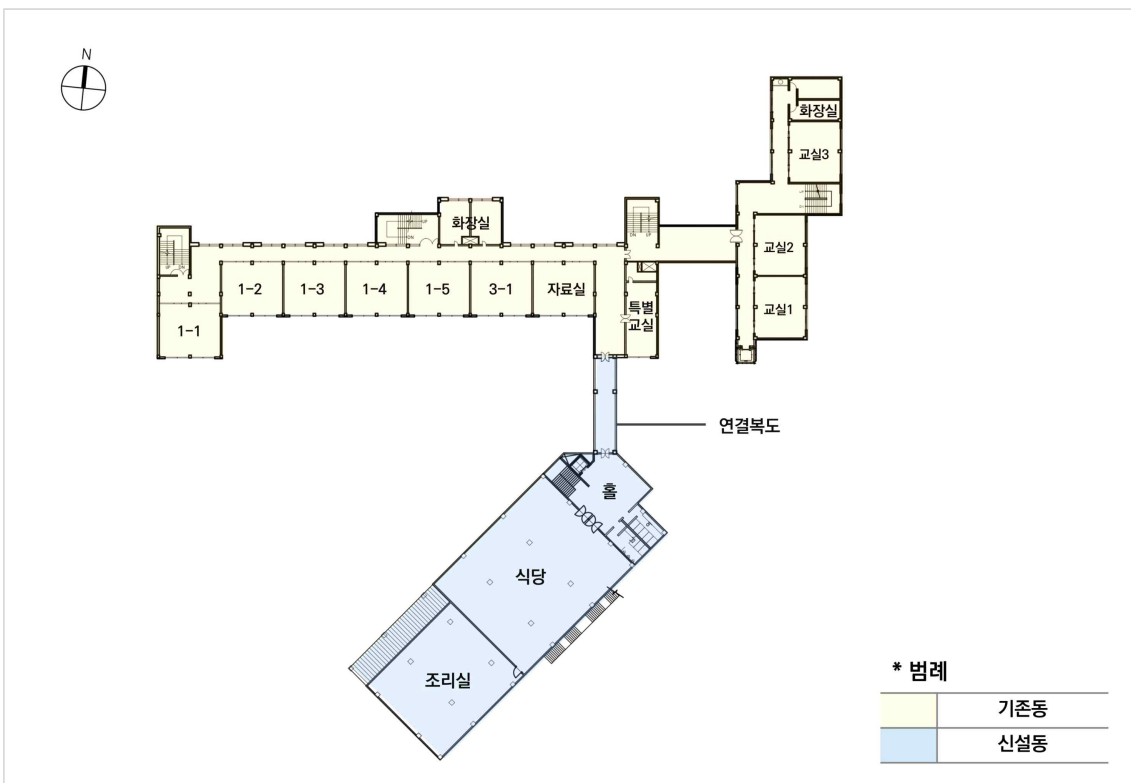 N
화장실
교실3
화장실
교실2
1-2
1-3
1-4
1-5
3-1
자료실
특별
교실
교실1
1-1
연결복도
홀
식당
조리실
* 범례
기존동
신설동